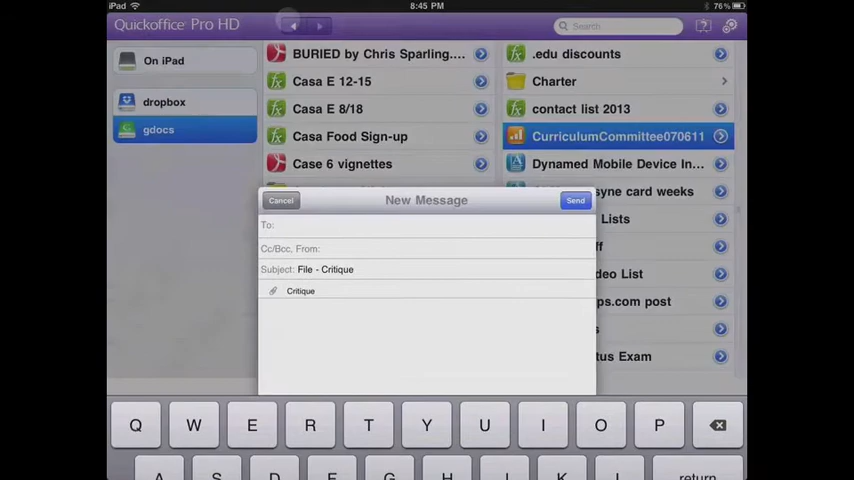 iPad 8:45 PM 76%
Quickoffice Pro HD
Search
On iPad
dropbox
gdocs
BURIED by Chris Sparling....
Casa E 12-15
Casa E 8/18
Casa Food Sign-up
Case 6 vignettes
.edu discounts
Charter
contact list 2013
CurriculumCommittee070611
Dynamed Mobile Device In...
syne card weeks
Lists
ff
deo List
ps.com post
s
tus Exam
Cancel New Message Send
To:
Cc/Bcc, From:
Subject: File - Critique
Critique
Q W E R T Y U I O P
A S D F G H J K L return